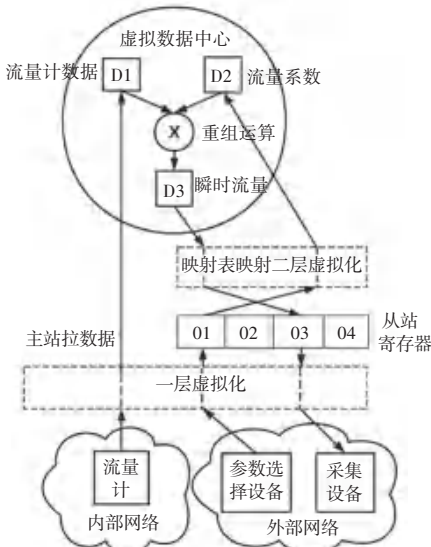 虚拟数据中心
流量计数据 D1 D2 流量系数
X 重组运算
D3 瞬时流量
映射表映射二层虚拟化
主站拉数据
01 02 03 04
从站
寄存器
一层虚拟化
流量
计
内部网络
参数选
择设备
采集
设备
外部网络